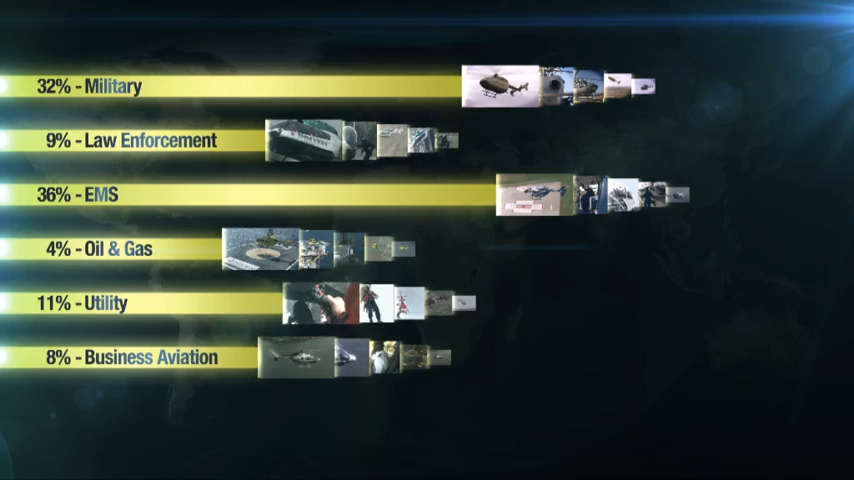 32% - Military
9% - Law Enforcement
36% - EMS
4% - Oil & Gas
11% - Utility
8% - Business Aviation